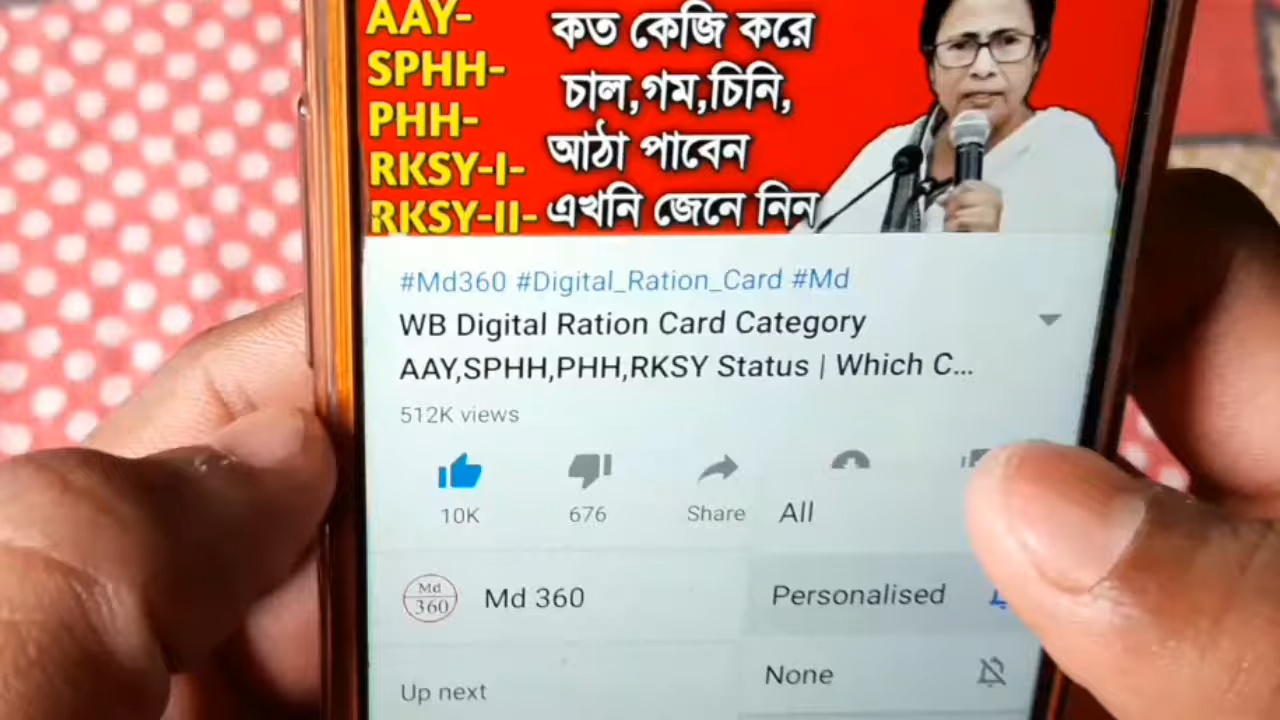 AAY-
SPHH-
PHH-
RKSY-I-
RKSY-II-
কত কেজি করে
চাল,গম,চিনি,
আঠা পাবেন
এখনি জেনে নিন
#Md360 #Digital_Ration_Card #Md
WB Digital Ration Card Category
AAY,SPHH,PHH,RKSY Status | Which C...
512K views
10K
676
Share
All
Md
360
Md 360
Personalised
None
Up next